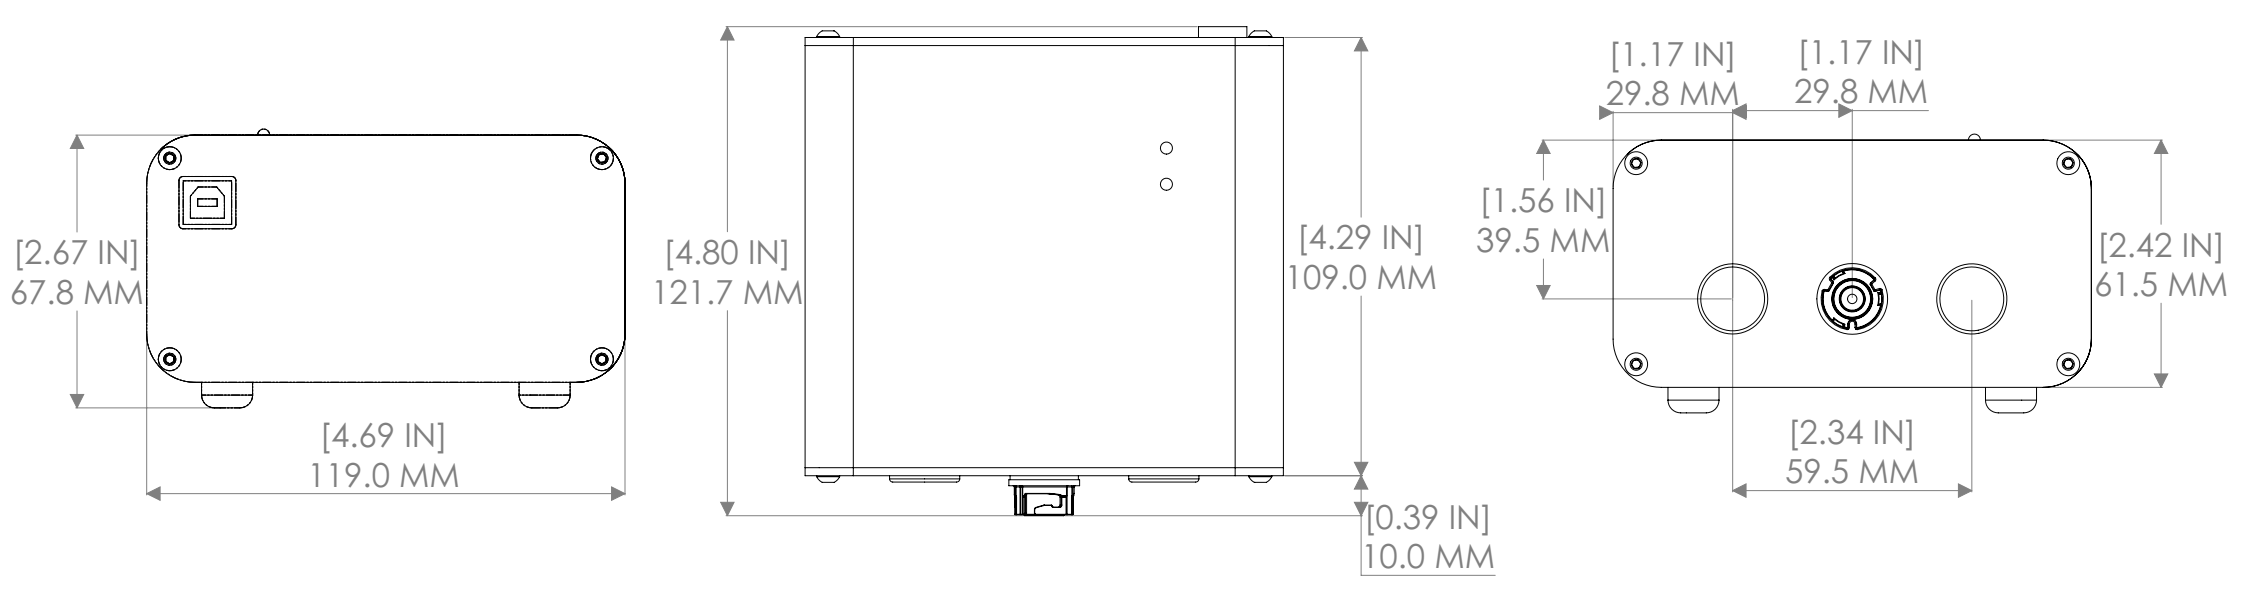 [2.67 IN]
67.8 MM
[4.69 IN]
119.0 MM
[4.80 IN]
121.7 MM
[4.29 IN]
109.0 MM
[0.39 IN]
10.0 MM
[1.17 IN]
29.8 MM
[1.17 IN]
29.8 MM
[1.56 IN]
39.5 MM
[2.42 IN]
61.5 MM
[2.34 IN]
59.5 MM